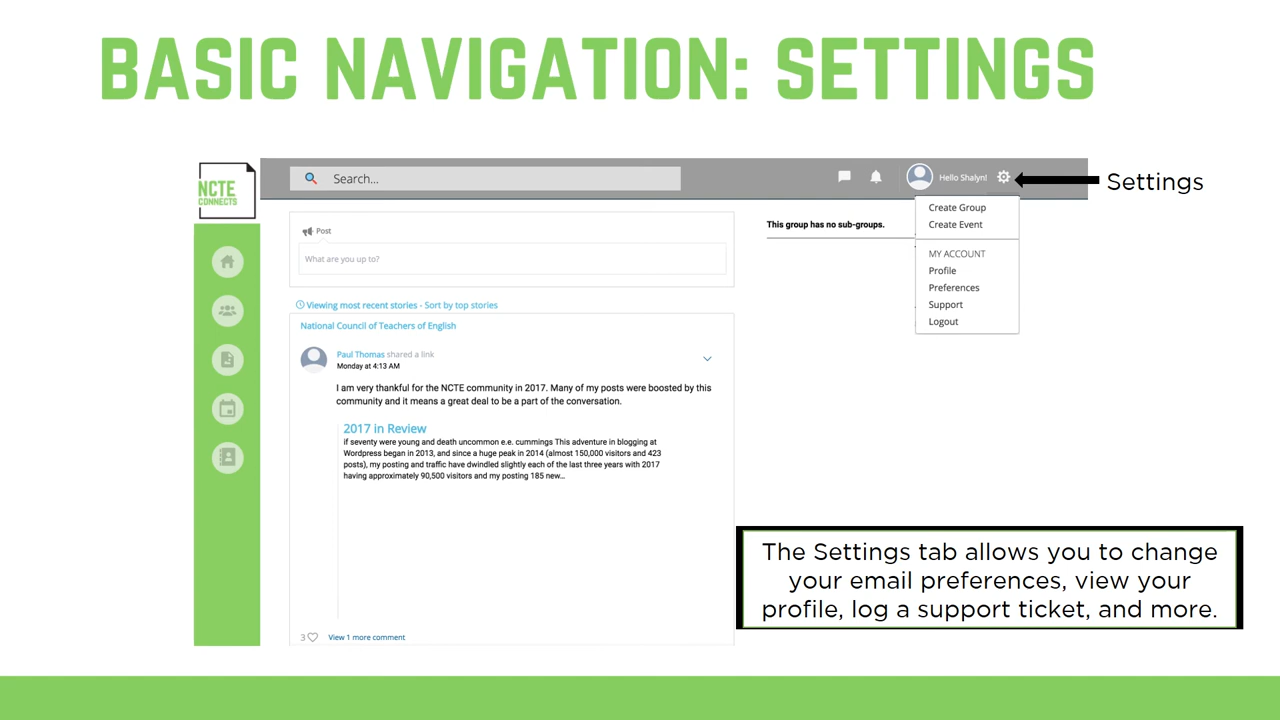 BASIC NAVIGATION: SETTINGS
NCTE
CONNECTS
Search...
Hello Shalyn!
Settings
Create Group
Create Event
MY ACCOUNT
Profile
Preferences
Support
Logout
Post
What are you up to?
This group has no sub-groups.
Viewing most recent stories - Sort by top stories
National Council of Teachers of English
Paul Thomas shared a link
Monday at 4:13 AM
I am very thankful for the NCTE community in 2017. Many of my posts were boosted by this
community and it means a great deal to be a part of the conversation.
2017 in Review
if seventy were young and death uncommon e.e. cummings This adventure in blogging at
Wordpress began in 2013, and since a huge peak in 2014 (almost 150,000 visitors and 423
posts), my posting and traffic have dwindled slightly each of the last three years with 2017
having approximately 90,500 visitors and my posting 185 new...
3 View 1 more comment
The Settings tab allows you to change
your email preferences, view your
profile, log a support ticket, and more.